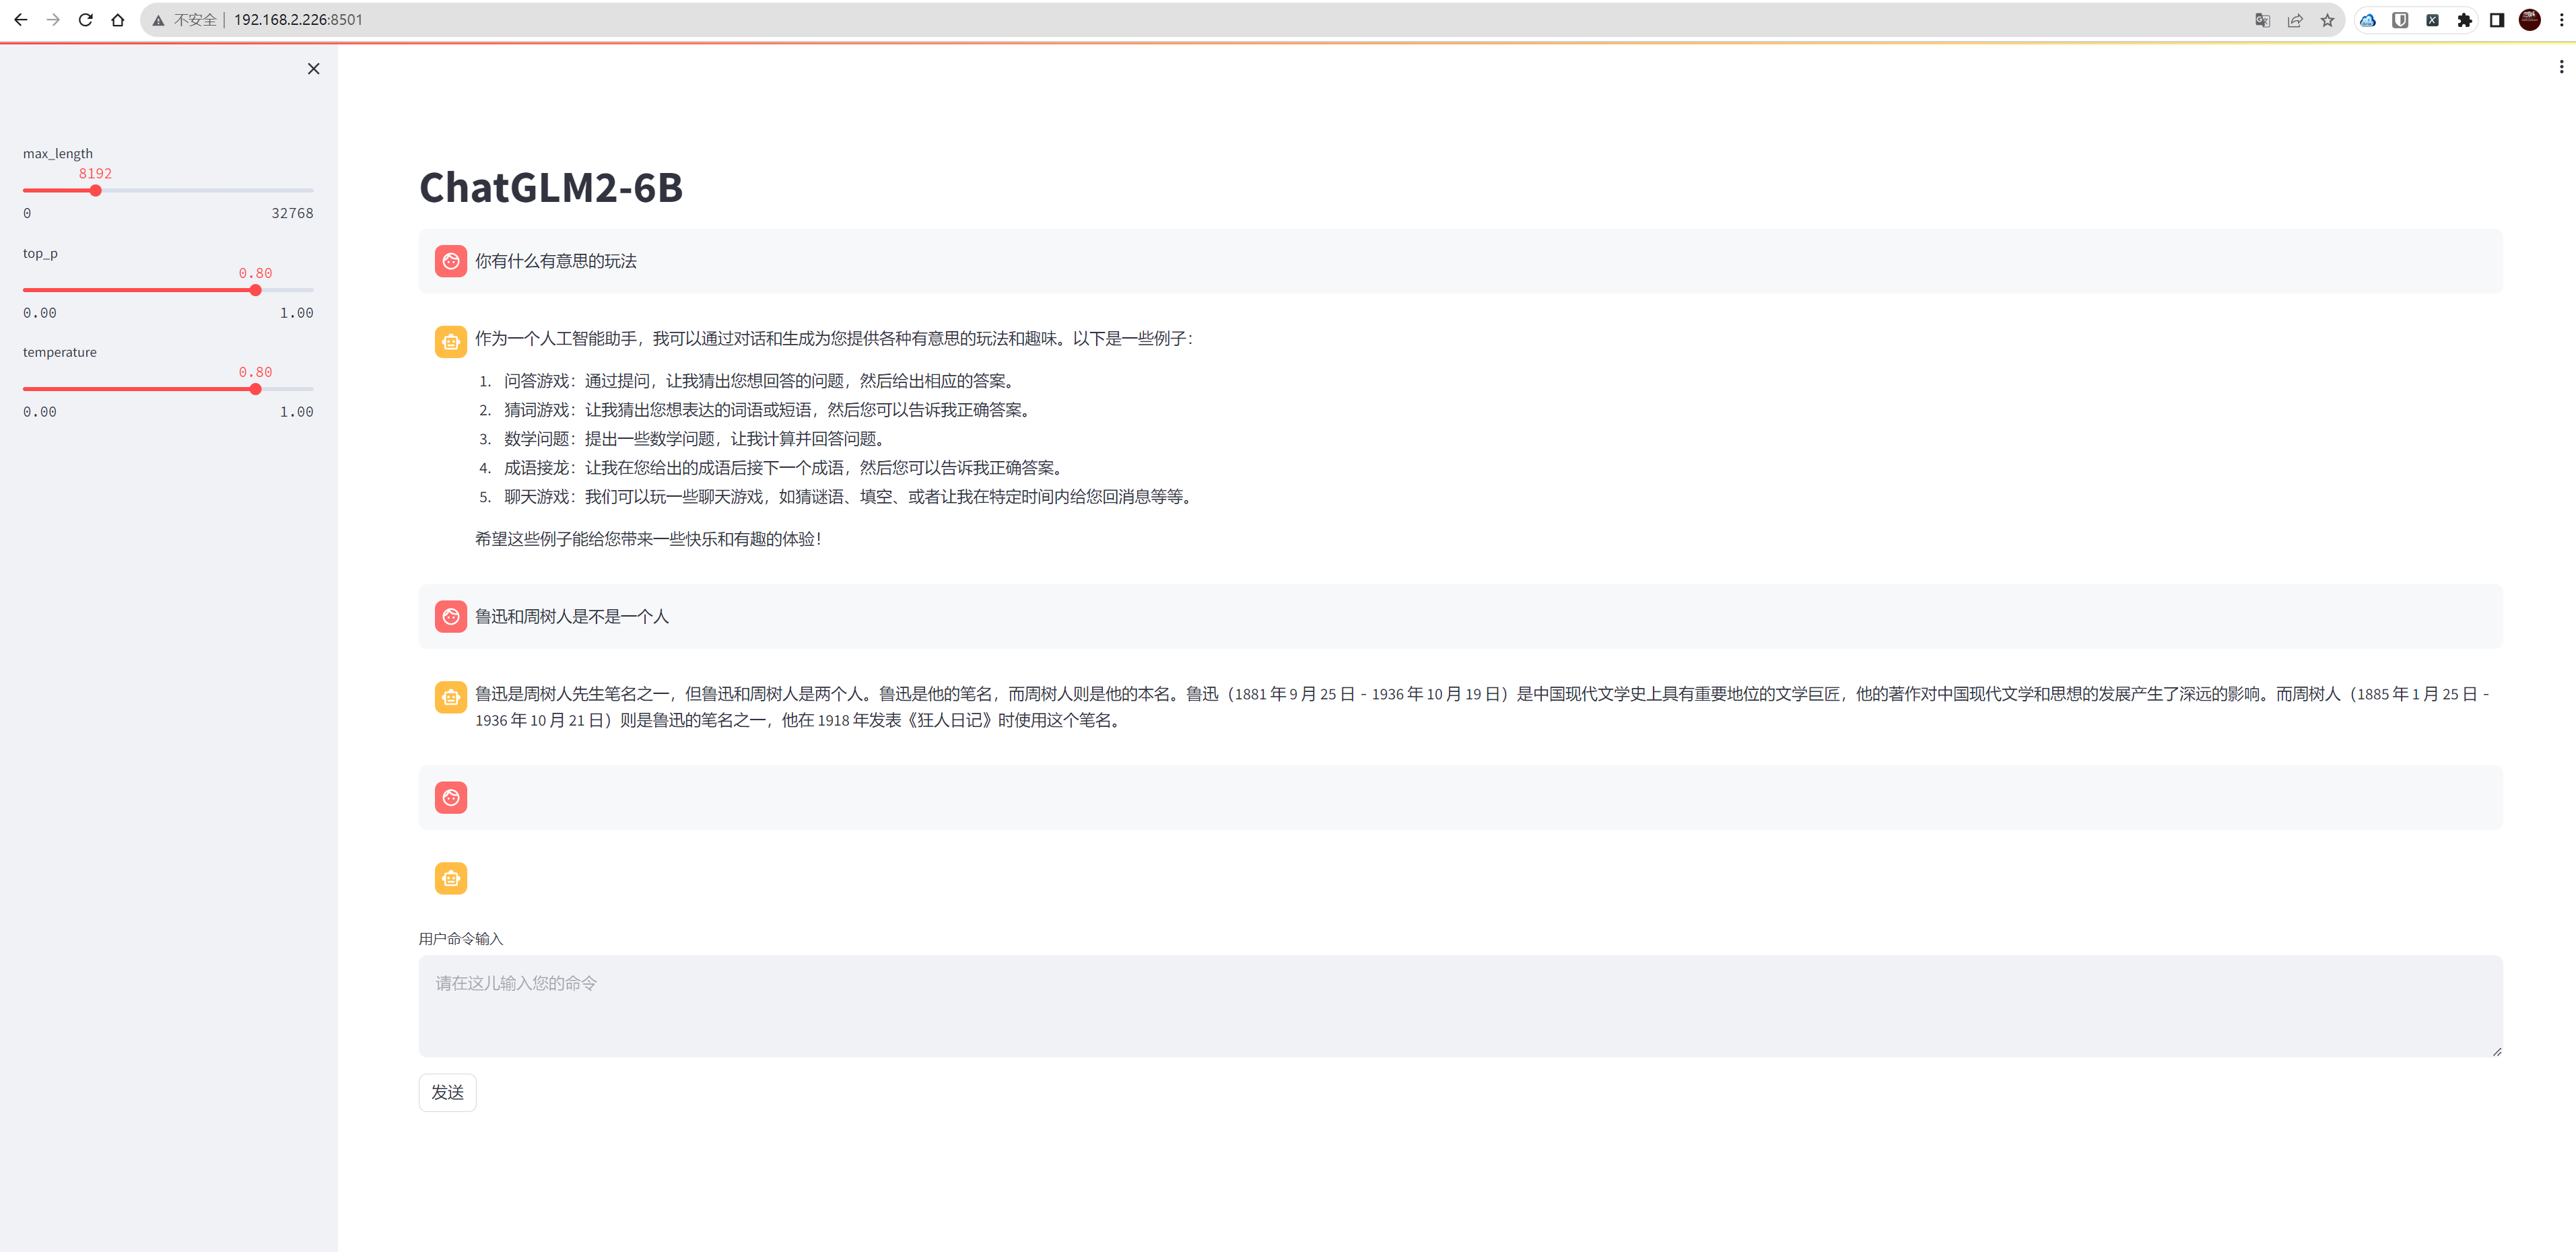 不安全 | 192.168.2.226:8501
max_length
8192
0 32768
top_p
0.80
0.00 1.00
temperature
0.80
0.00 1.00
ChatGLM2-6B
你有什么有意思的玩法
作为一个人工智能助手，我可以通过对话和生成为您提供各种有意思的玩法和趣味。以下是一些例子：
1. 问答游戏：通过提问，让我猜出您想回答的问题，然后给出相应的答案。
2. 猜词游戏：让我猜出您想表达的词语或短语，然后您可以告诉我正确答案。
3. 数学问题：提出一些数学问题，让我计算并回答问题。
4. 成语接龙：让我在您给出的成语后接下一个成语，然后您可以告诉我正确答案。
5. 聊天游戏：我们可以玩一些聊天游戏，如猜谜语、填空、或者让我在特定时间内给您回消息等等。
希望这些例子能给您带来一些快乐和有趣的体验！
鲁迅和周树人是不是一个人
鲁迅是周树人先生笔名之一，但鲁迅和周树人是两个人。鲁迅是他的笔名，而周树人则是他的本名。鲁迅（1881 年 9 月 25 日 - 1936 年 10 月 19 日）是中国现代文学史上具有重要地位的文学巨匠，他的著作对中国现代文学和思想的发展产生了深远的影响。而周树人（1885 年 1 月 25 日 -
1936 年 10 月 21 日）则是鲁迅的笔名之一，他在 1918 年发表《狂人日记》时使用这个笔名。
用户命令输入
请在这儿输入您的命令
发送